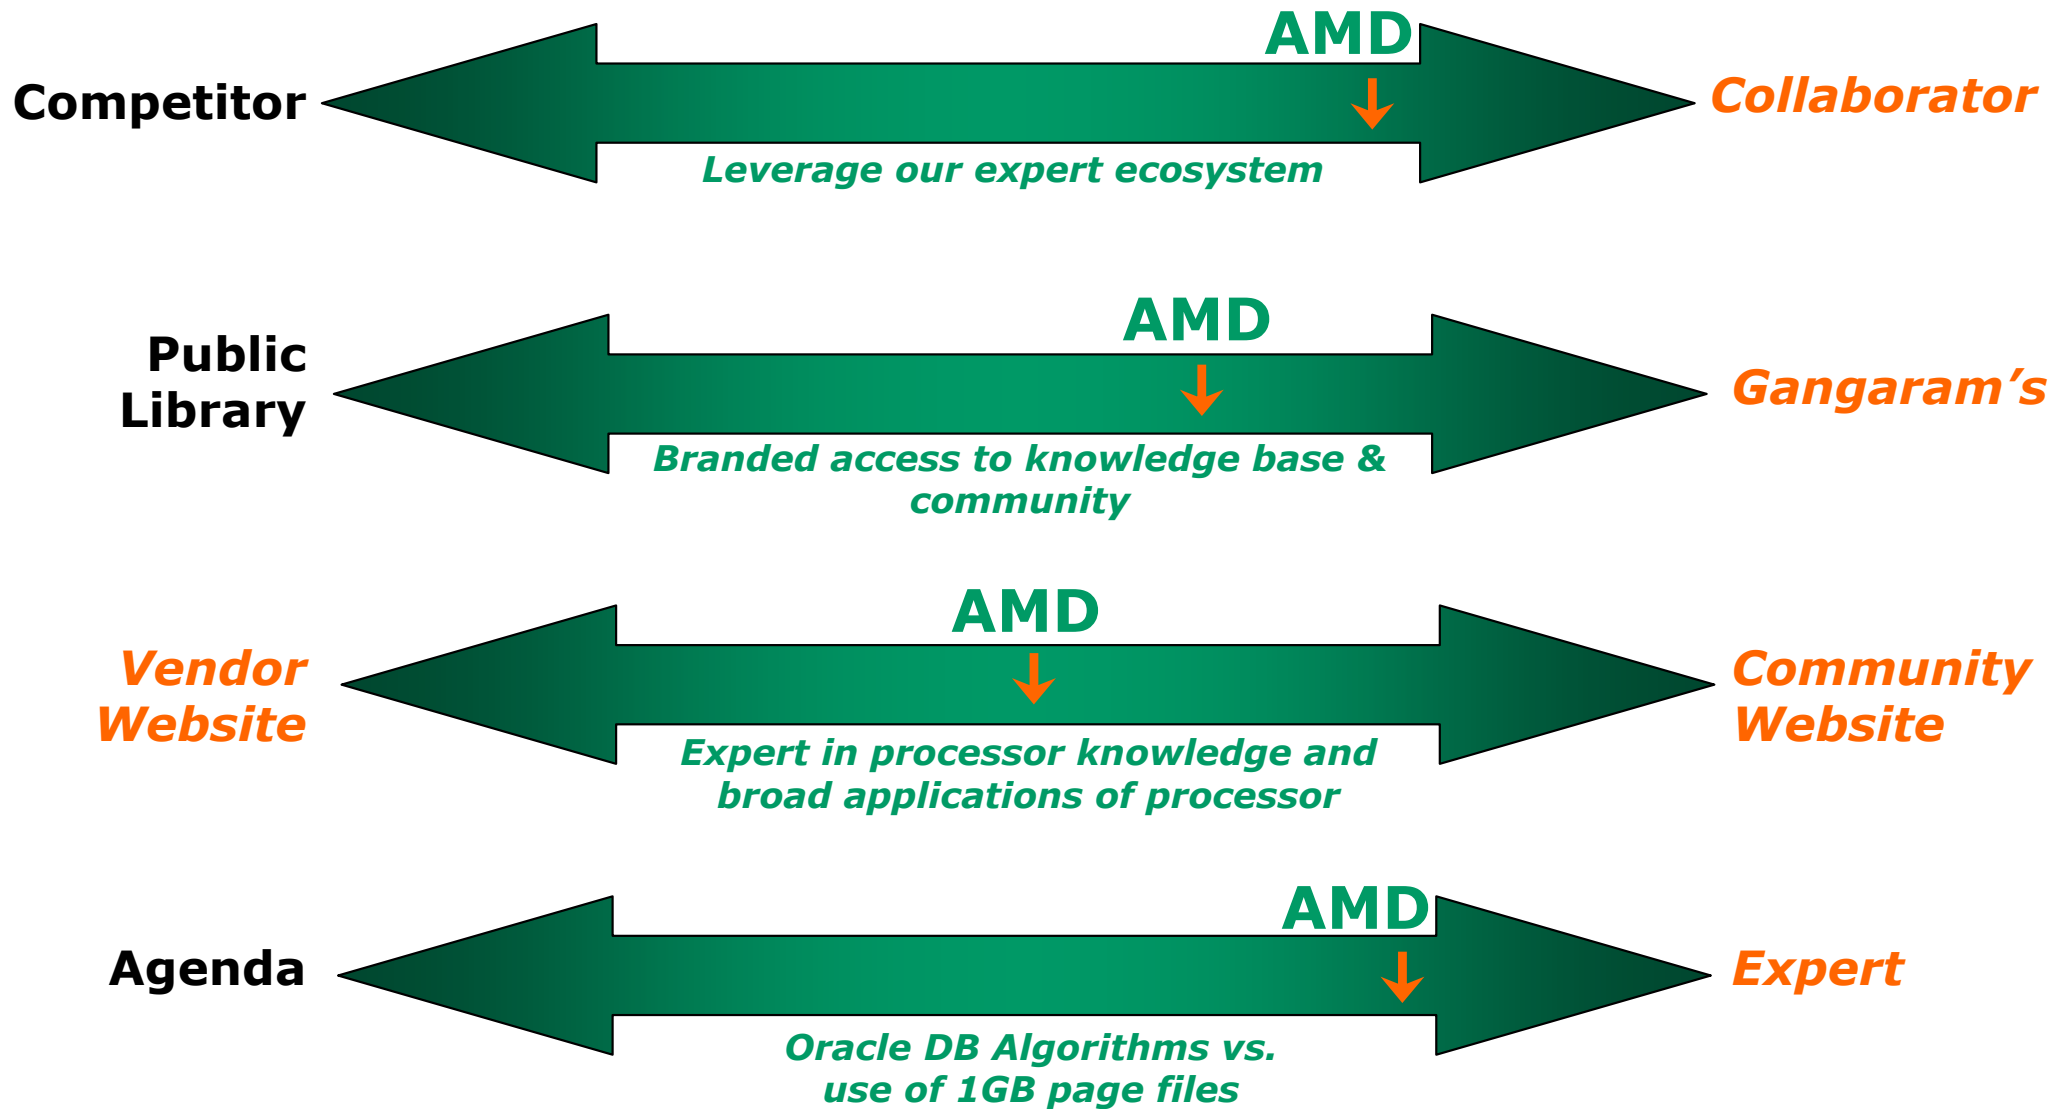 AMD
Competitor
Collaborator
Leverage our expert ecosystem
AMD
Public
Library
Gangaram’s
Branded access to knowledge base &
community
AMD
Vendor
Website
Community
Website
Expert in processor knowledge and
broad applications of processor
AMD
Agenda
Expert
Oracle DB Algorithms vs.
use of 1GB page files